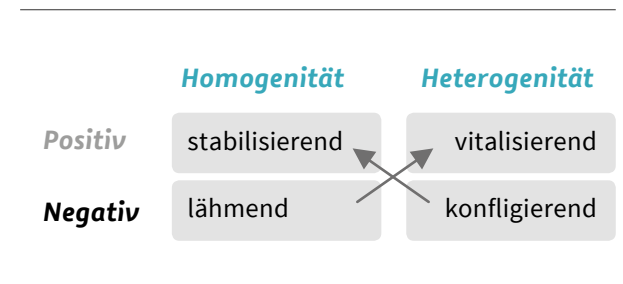 Homogenität Heterogenität
Positiv stabilisierend vitalisierend
Negativ lähmend konfligierend